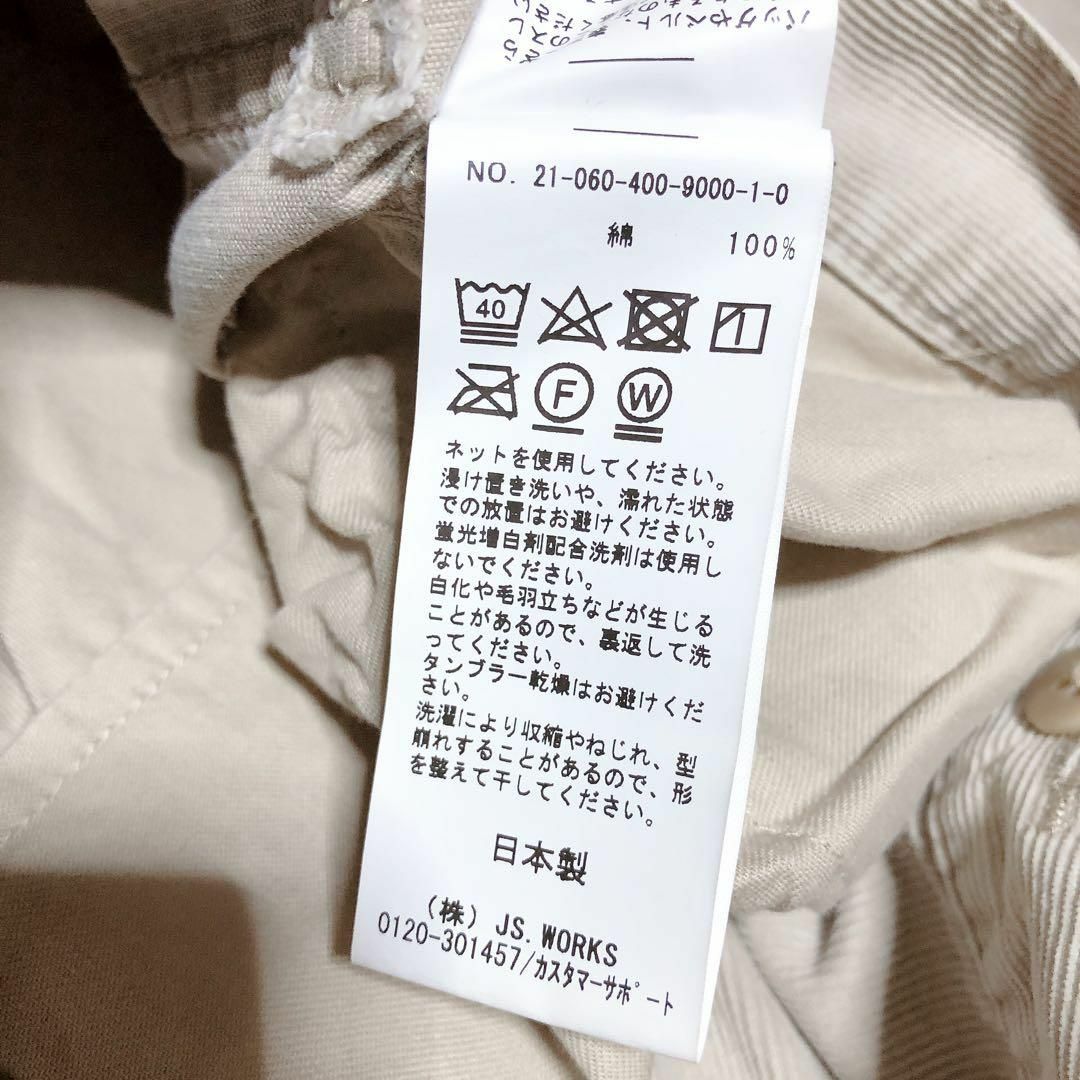 NO. 21-060-400-9000-1-0
綿 100%
40
F W
ネットを使用してください。
浸け置き洗いや、濡れた状態
での放置はお避けください。
蛍光増白剤配合洗剤は使用し
ないでください。
白化や毛羽立ちなどが生じる
ことがあるので、裏返して洗
ってください。
タンブラー乾燥はお避けくだ
さい。
洗濯により収縮やねじれ、型
崩れすることがあるので、形
を整えて干してください。
日本製
(株) JS.WORKS
0120-301457/カスタマーサポート